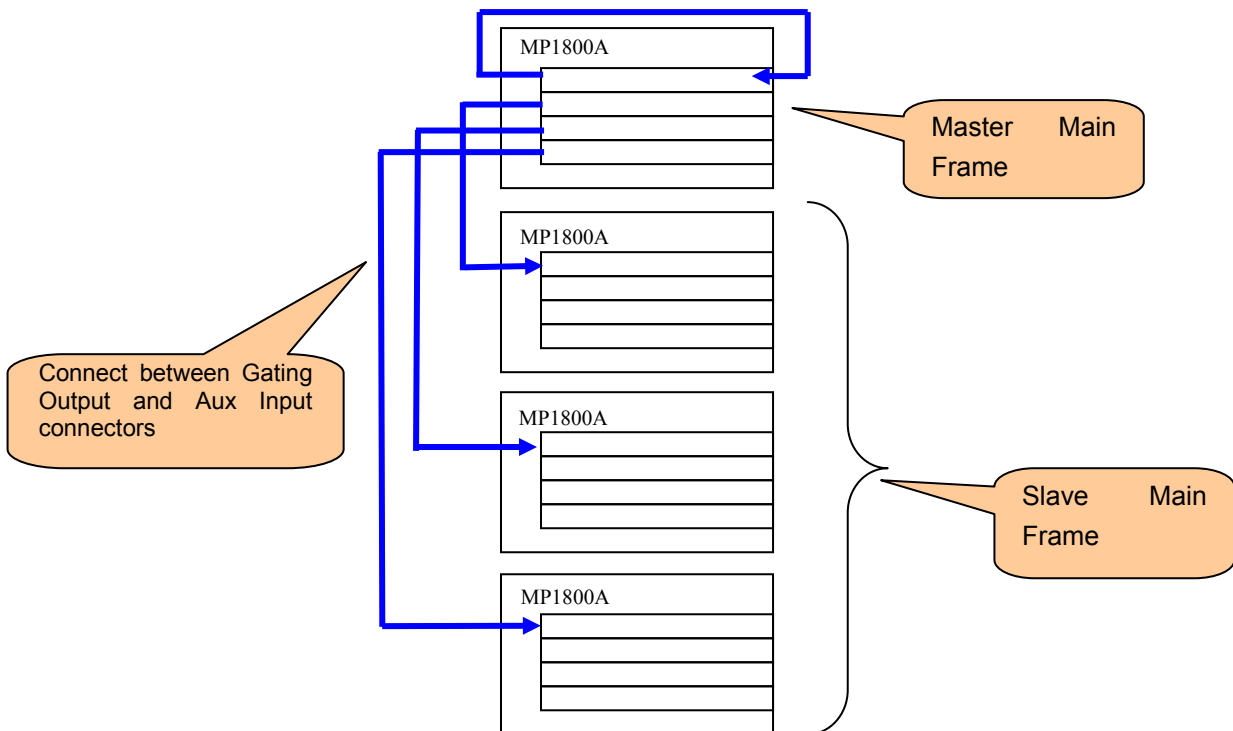 MP1800A
Master Main
Frame
MP1800A
Connect between Gating
Output and Aux Input
connectors
MP1800A
Slave Main
Frame
MP1800A